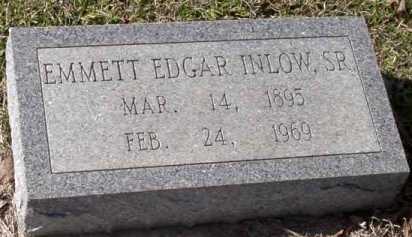 EMMETT EDGAR INLOW, SR.
MAR. 14, 1895
FEB. 24, 1969